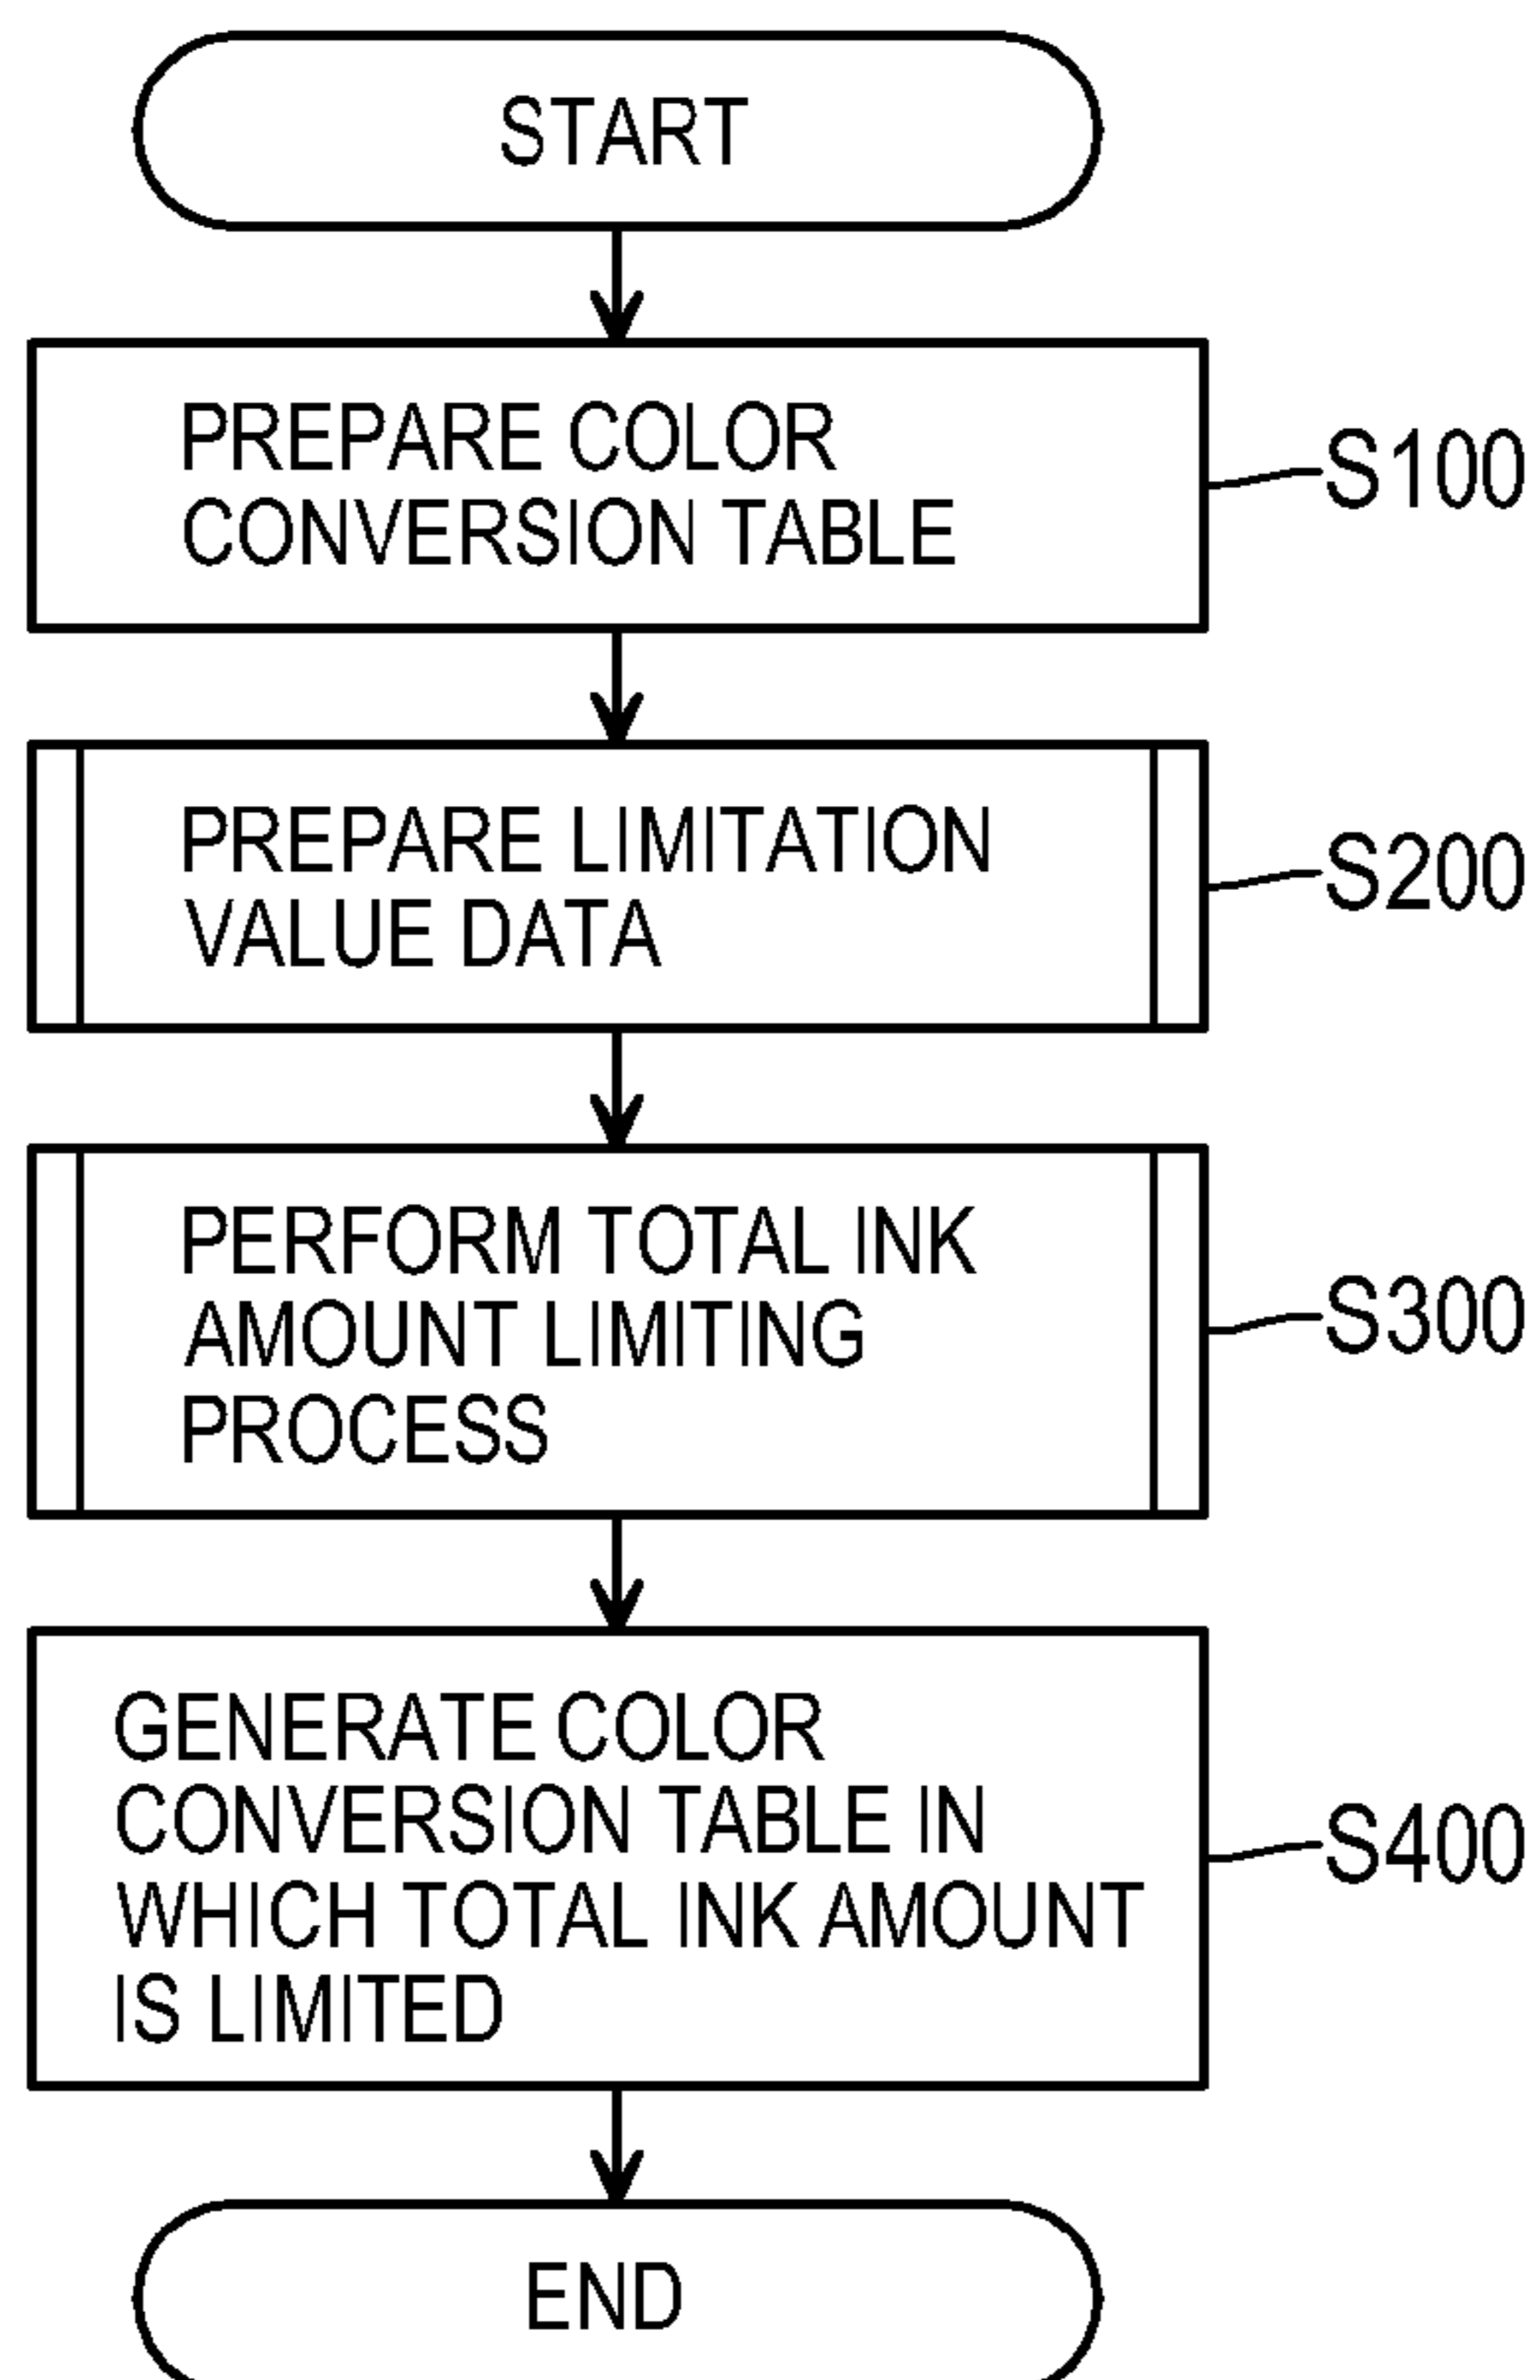 START
PREPARE COLOR
CONVERSION TABLE
S100
PREPARE LIMITATION
VALUE DATA
S200
PERFORM TOTAL INK
AMOUNT LIMITING
PROCESS
S300
GENERATE COLOR
CONVERSION TABLE IN
WHICH TOTAL INK AMOUNT
IS LIMITED
S400
END